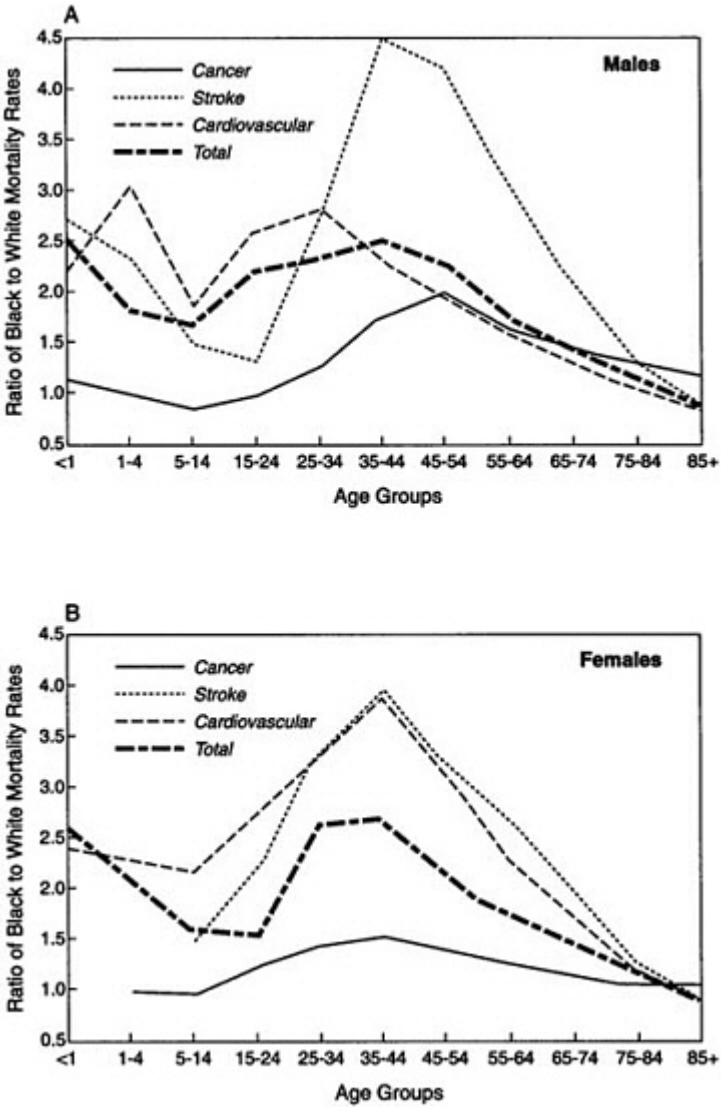 A
Ratio of Black to White Mortality Rates
4.5
4.0
3.5
3.0
2.5
2.0
1.5
1.0
0.5
Males
Cancer
Stroke
Cardiovascular
Total
<1 1-4 5-14 15-24 25-34 35-44 45-54 55-64 65-74 75-84 85+
Age Groups
B
Ratio of Black to White Mortality Rates
4.5
4.0
3.5
3.0
2.5
2.0
1.5
1.0
0.5
Females
Cancer
Stroke
Cardiovascular
Total
<1 1-4 5-14 15-24 25-34 35-44 45-54 55-64 65-74 75-84 85+
Age Groups